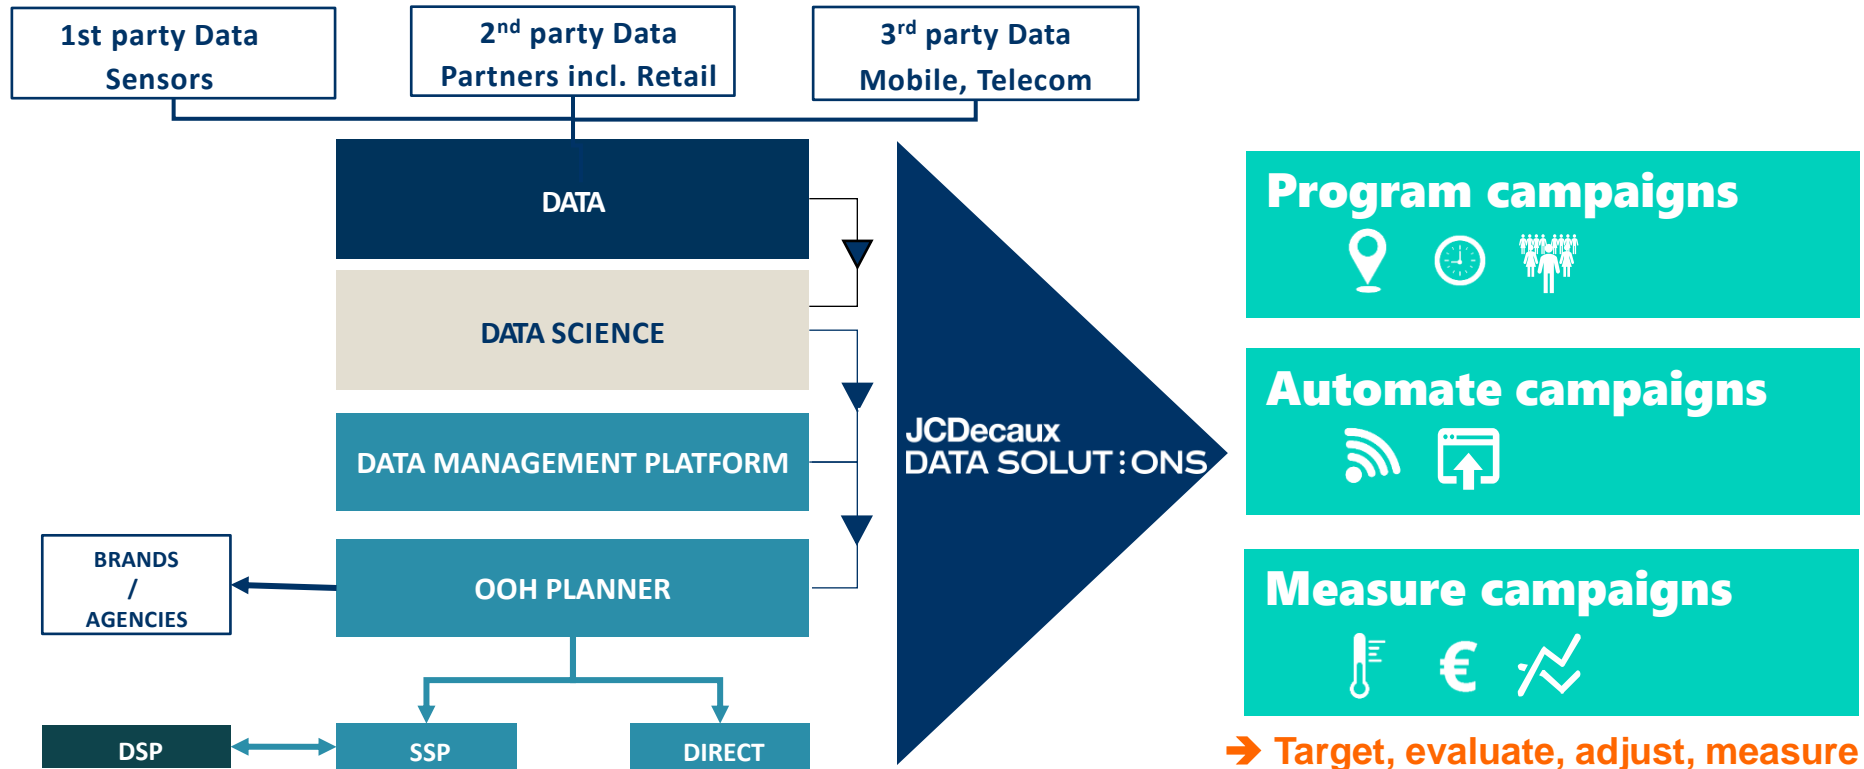 1st party Data
Sensors
2nd party Data
Partners incl. Retail
3rd party Data
Mobile, Telecom
DATA
DATA SCIENCE
DATA MANAGEMENT PLATFORM
OOH PLANNER
BRANDS
/
AGENCIES
DSP
SSP
DIRECT
JCDecaux
DATA SOLUTIONS
Program campaigns
Automate campaigns
Measure campaigns
€
➔ Target, evaluate, adjust, measure